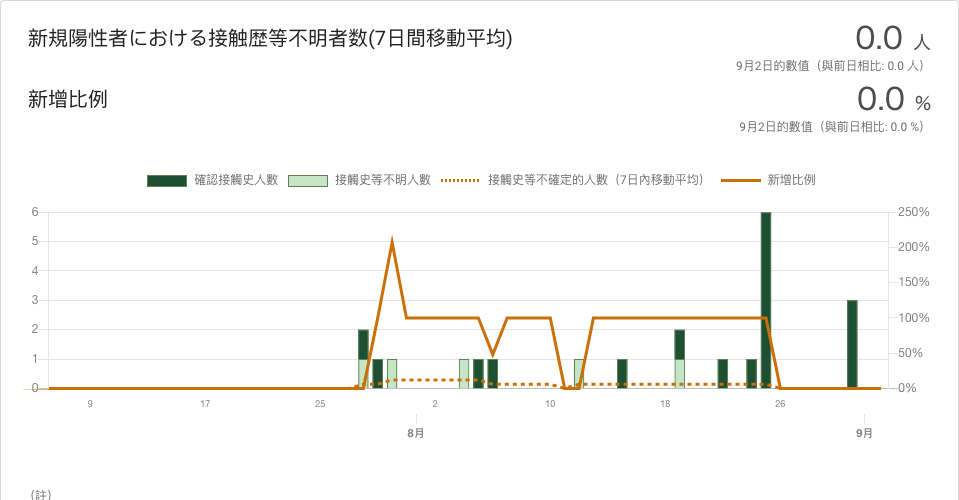 新規陽性者における接触歴等不明者数(7日間移動平均)
0.0 人
9月2日的數值（與前日相比: 0.0 人）
新增比例
0.0 %
9月2日的數值（與前日相比: 0.0 %）
確認接觸史人數 接觸史等不明人數 接觸史等不確定的人數（7日內移動平均） 新增比例
6 250%
5 200%
4 150%
3 100%
2 50%
1
0 0%
9 17 25 2 10 18 26
8月 9月
（註）